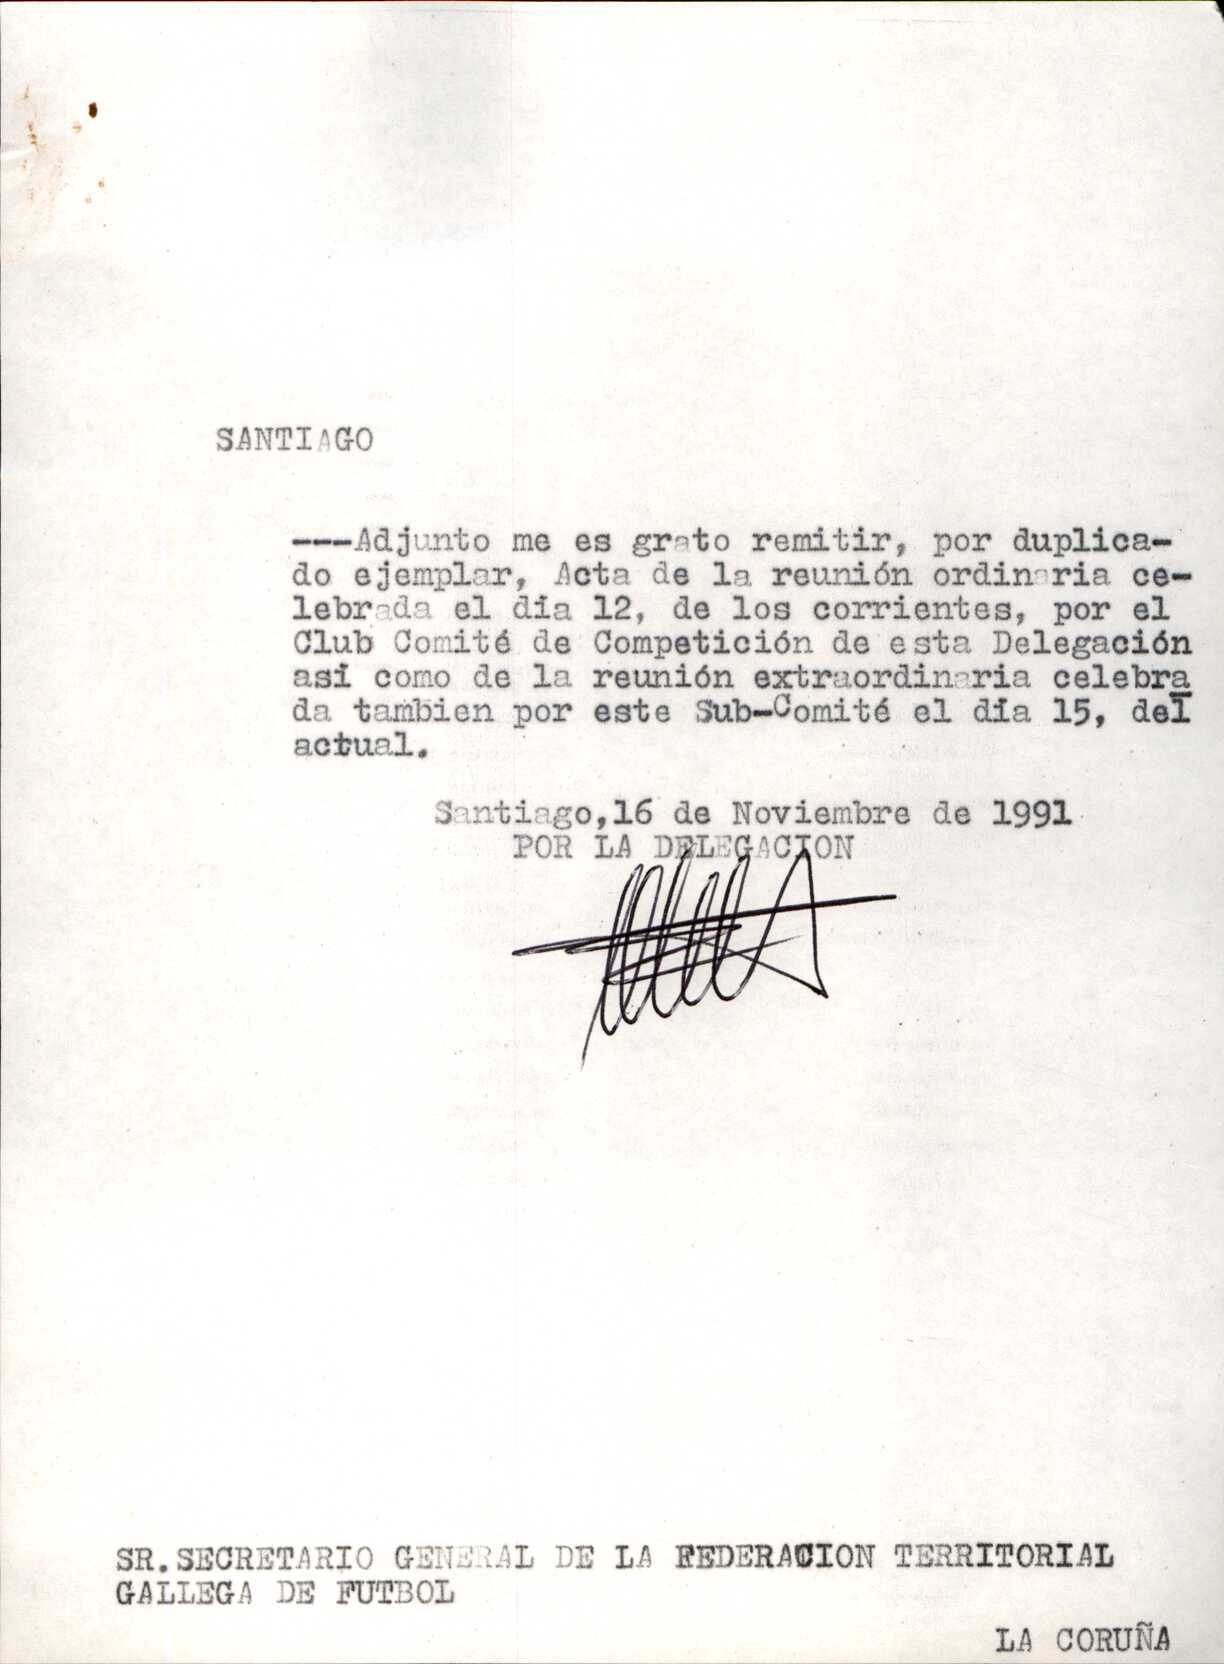 SANTIAGO
---Adjunto me es grato remitir, por duplica-
do ejemplar, Acta de la reunión ordinaria ce-
lebrada el día 12, de los corrientes, por el
Club Comité de Competición de esta Delegación
así como de la reunión extraordinaria celebra
da tambien por este Sub-Comité el día 15, del
actual.
Santiago,16 de Noviembre de 1991
POR LA DELEGACION
SR.SECRETARIO GENERAL DE LA FEDERACION TERRITORIAL
GALLEGA DE FUTBOL
LA CORUÑA